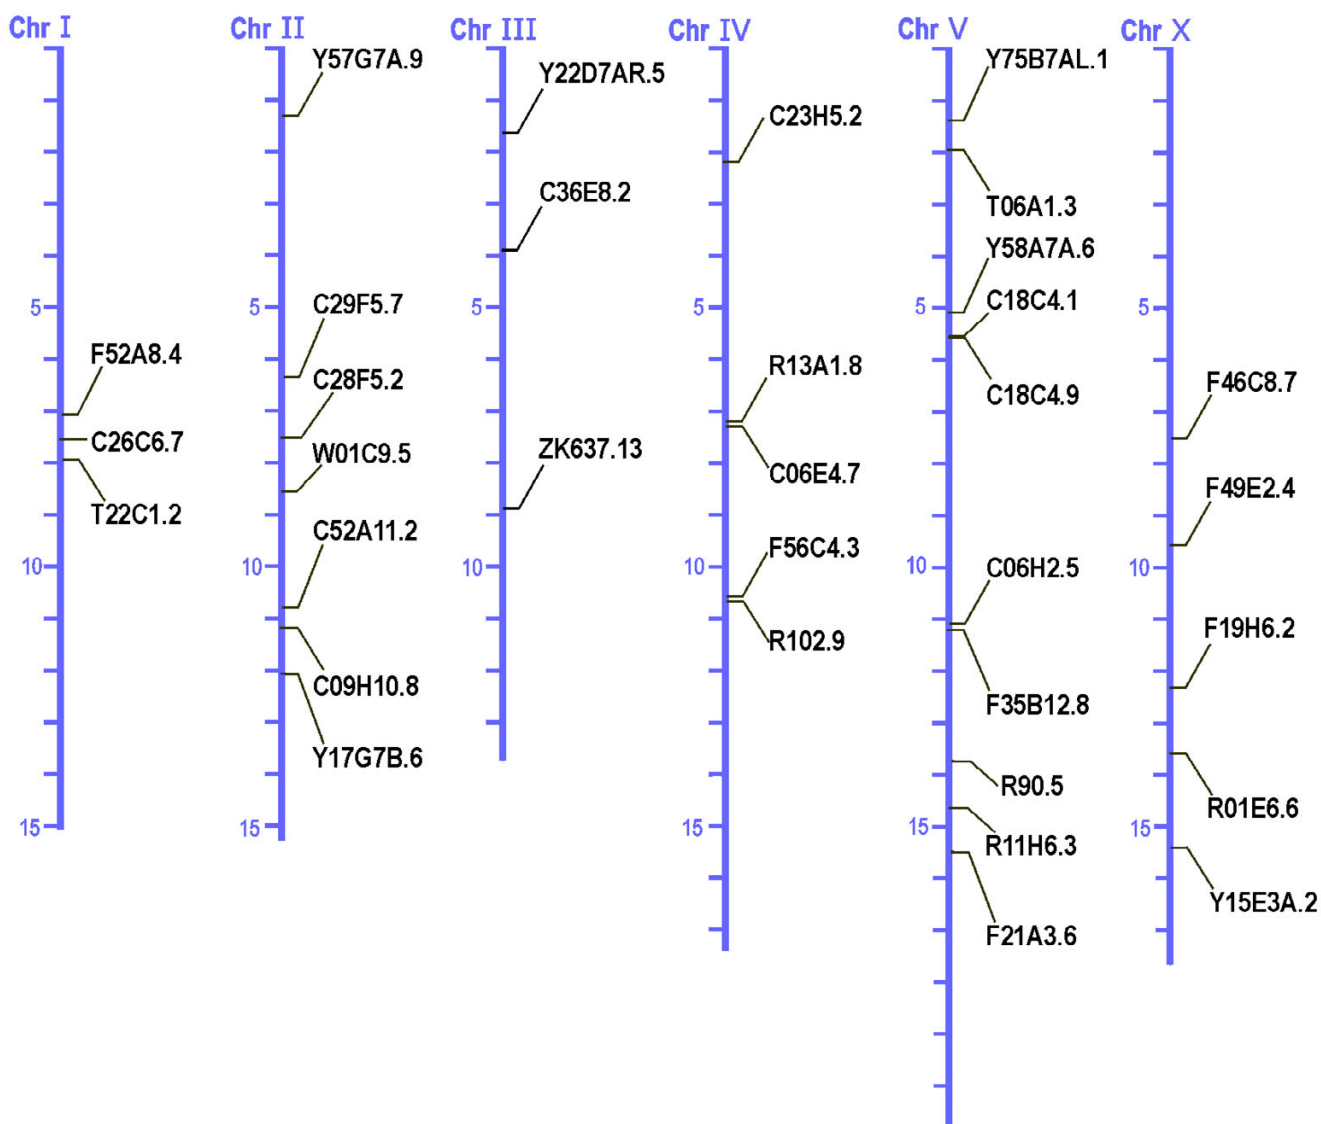 Chr I
F52A8.4
C26C6.7
T22C1.2
5
10
15
Chr II
Y57G7A.9
C29F5.7
C28F5.2
W01C9.5
C52A11.2
C09H10.8
Y17G7B.6
5
10
15
Chr III
Y22D7AR.5
C36E8.2
ZK637.13
5
10
Chr IV
C23H5.2
R13A1.8
C06E4.7
F56C4.3
R102.9
5
10
15
Chr V
Y75B7AL.1
T06A1.3
Y58A7A.6
C18C4.1
C18C4.9
C06H2.5
F35B12.8
R90.5
R11H6.3
F21A3.6
5
10
15
Chr X
F46C8.7
F49E2.4
F19H6.2
R01E6.6
Y15E3A.2
5
10
15